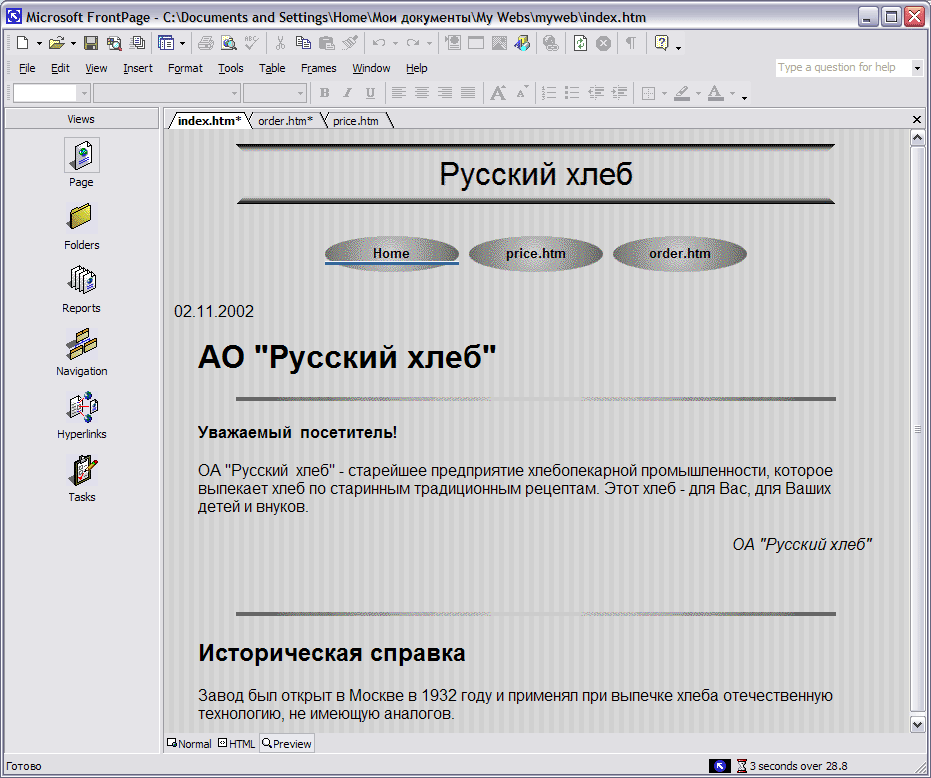 Microsoft FrontPage - C:\Documents and Settings\Home\Мои документы\My Webs\myweb\index.htm
File Edit View Insert Format Tools Table Frames Window Help
Type a question for help
B I U
Views
index.htm* order.htm* price.htm
Page
Folders
Reports
Navigation
Hyperlinks
Tasks
Русский хлеб
Home price.htm order.htm
02.11.2002
АО "Русский хлеб"
Уважаемый посетитель!
ОА "Русский хлеб" - старейшее предприятие хлебопекарной промышленности, которое
выпекает хлеб по старинным традиционным рецептам. Этот хлеб - для Вас, для Ваших
детей и внуков.
ОА "Русский хлеб"
Историческая справка
Завод был открыт в Москве в 1932 году и применял при выпечке хлеба отечественную
технологию, не имеющую аналогов.
Normal HTML Preview
Готово
3 seconds over 28.8